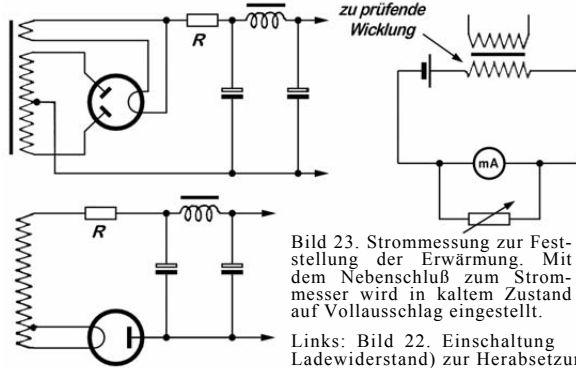 zu prüfende
Wicklung
R
mA
R
Bild 23. Strommessung zur Fest-
stellung der Erwärmung. Mit
dem Nebenschluß zum Strom-
messer wird in kaltem Zustand
auf Vollausschlag eingestellt.
Links: Bild 22. Einschaltung
Ladewiderstand) zur